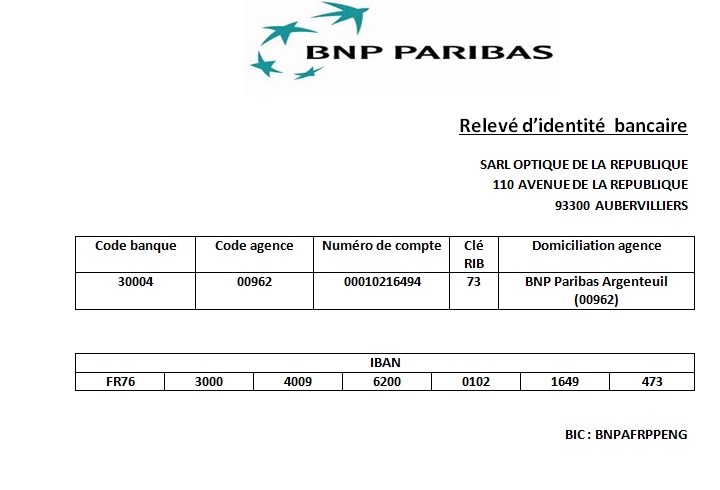 BNP PARIBAS
Relevé d’identité bancaire
SARL OPTIQUE DE LA REPUBLIQUE
110 AVENUE DE LA REPUBLIQUE
93300 AUBERVILLIERS
Code banque Code agence Numéro de compte Clé RIB Domiciliation agence
30004 00962 00010216494 73 BNP Paribas Argenteuil (00962)
IBAN
FR76 3000 4009 6200 0102 1649 473
BIC : BNPAFRPPENG